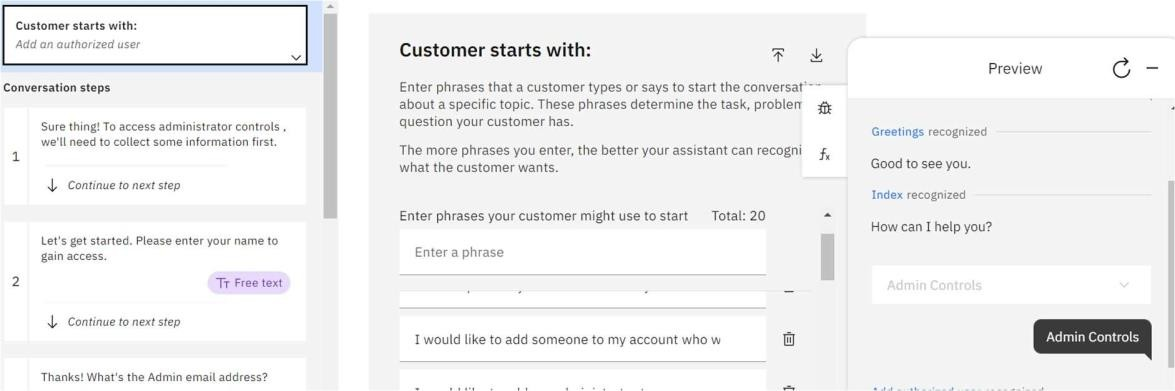 Customer starts with:
Add an authorized user
Conversation steps
1
Sure thing! To access administrator controls ,
we'll need to collect some information first.
Continue to next step
2
Let's get started. Please enter your name to
gain access.
Free text
Continue to next step
Thanks! What's the Admin email address?
Customer starts with:
Enter phrases that a customer types or says to start the conversation
about a specific topic. These phrases determine the task, problem
question your customer has.
The more phrases you enter, the better your assistant can recogni
what the customer wants.
Enter phrases your customer might use to start
Total: 20
Enter a phrase
I would like to add someone to my account who w
Preview
Greetings recognized
Good to see you.
Index recognized
How can I help you?
Admin Controls
Admin Controls
Add authorized user recognized